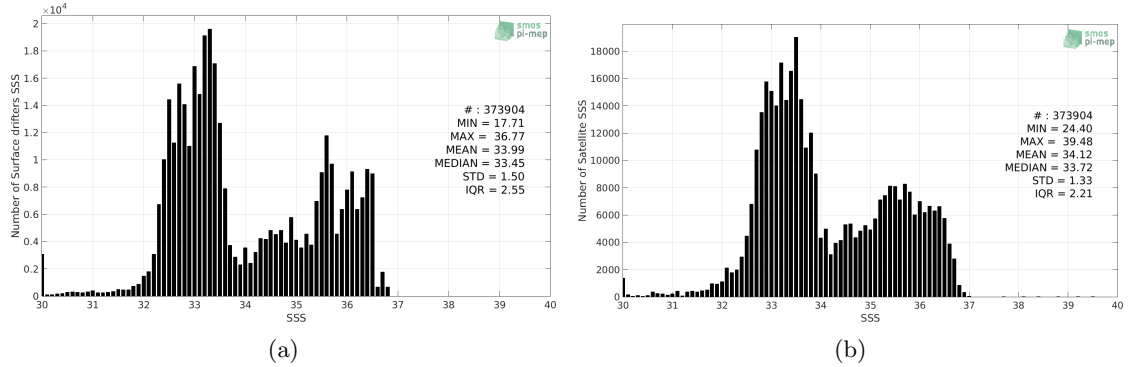 ×10⁴
2
1.8
1.6
1.4
1.2
1
0.8
0.6
0.4
0.2
0
Number of Surface drifters SSS
smos
pi-mep
# : 373904
MIN = 17.71
MAX = 36.77
MEAN = 33.99
MEDIAN = 33.45
STD = 1.50
IQR = 2.55
30 31 32 33 34 35 36 37 38 39 40
SSS
(a)
18000
16000
14000
12000
10000
8000
6000
4000
2000
0
Number of Satellite SSS
smos
pi-mep
# : 373904
MIN = 24.40
MAX = 39.48
MEAN = 34.12
MEDIAN = 33.72
STD = 1.33
IQR = 2.21
30 31 32 33 34 35 36 37 38 39 40
SSS
(b)